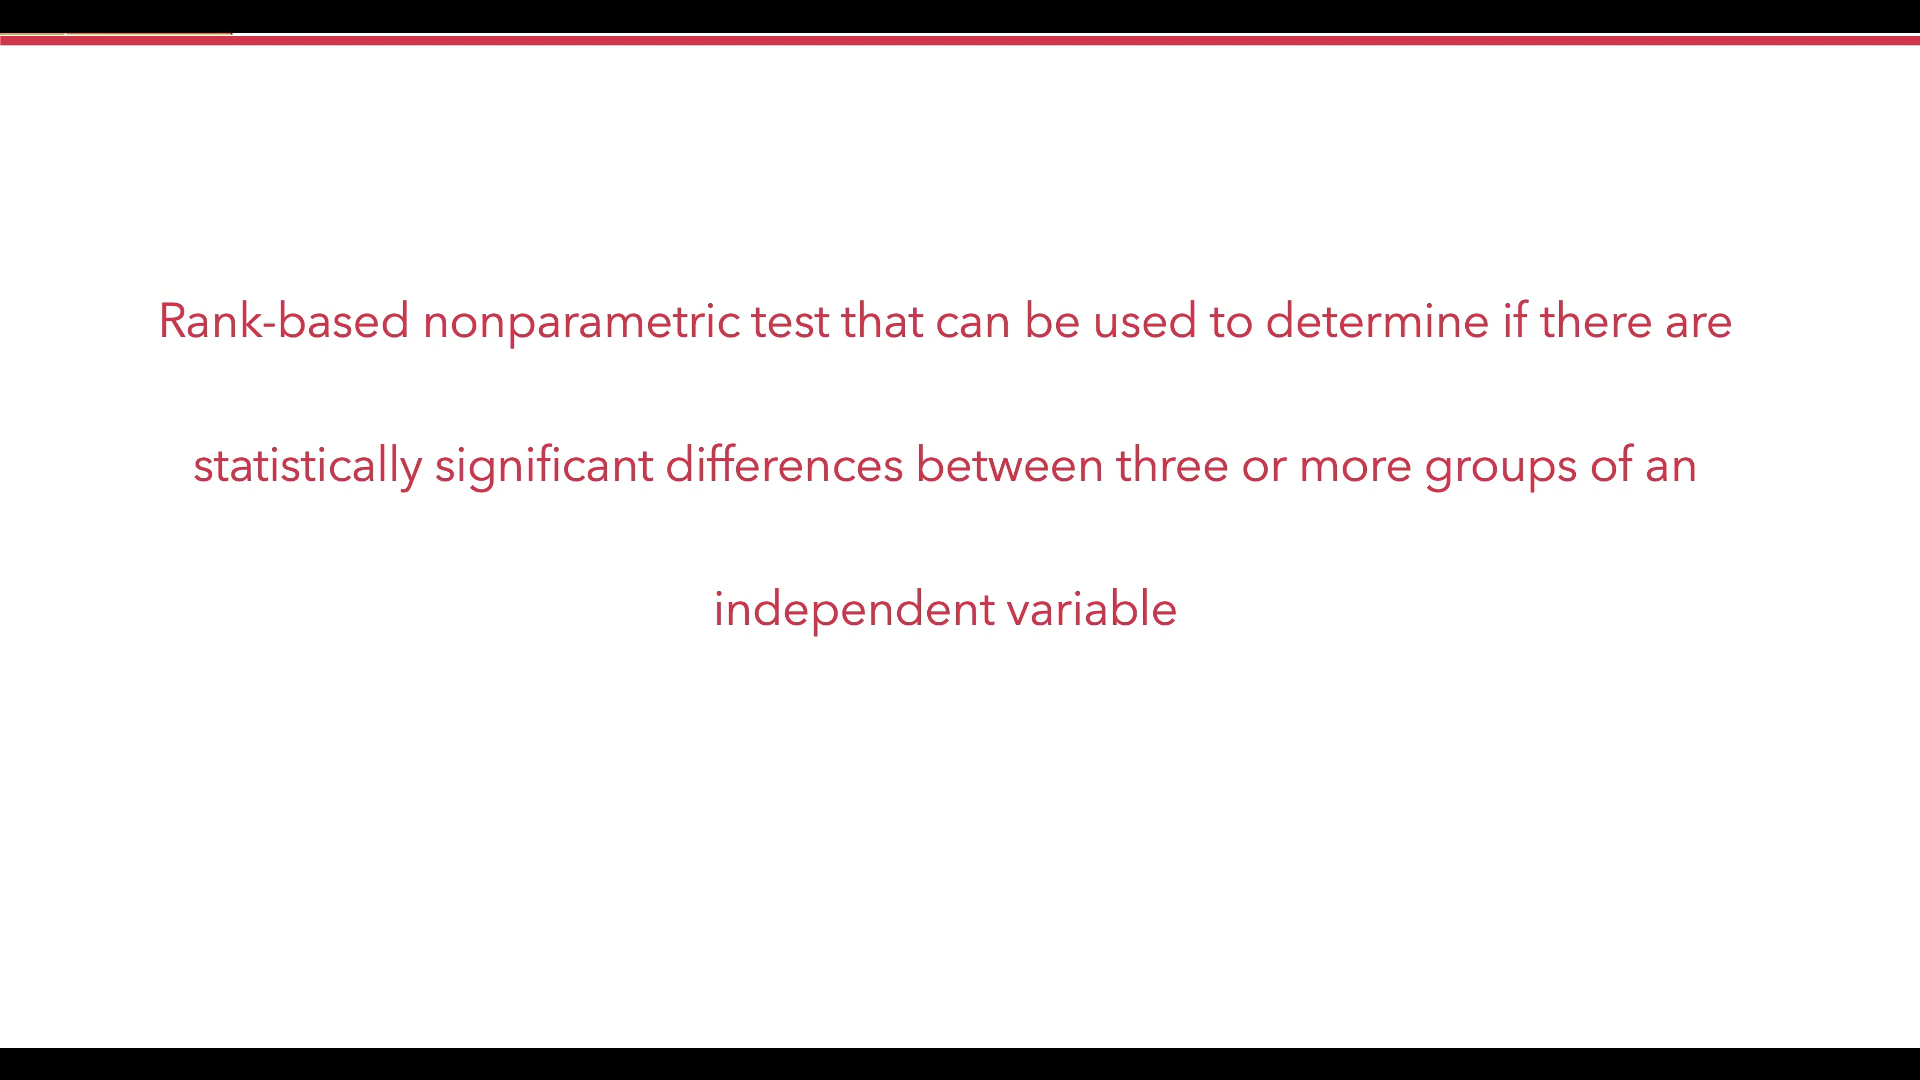 Rank-based nonparametric test that can be used to determine if there are
statistically significant differences between three or more groups of an
independent variable